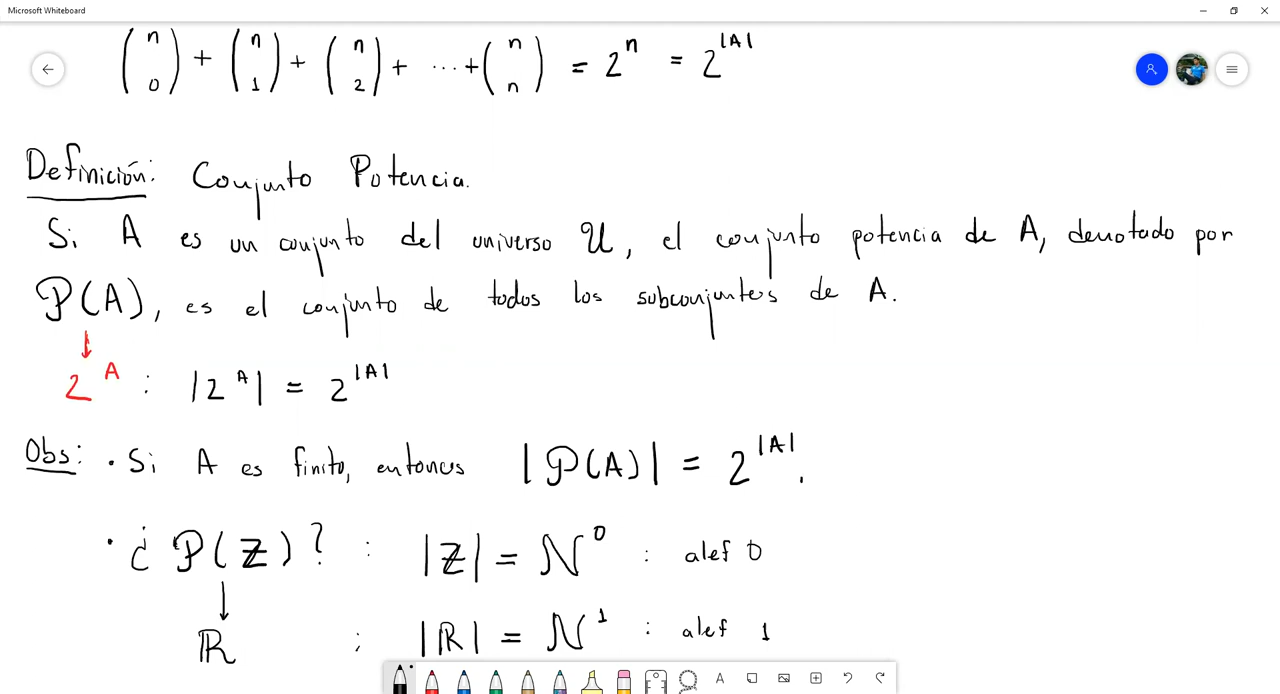 Microsoft Whiteboard
(n 0) + (n 1) + (n 2) + ... + (n n) = 2^n = 2^|A|
Definición: Conjunto Potencia.
Si A es un conjunto del universo 𝒰, el conjunto potencia de A, denotado por
𝒫(A), es el conjunto de todos los subconjuntos de A.
↓
2^A : |2^A| = 2^|A|
Obs: · Si A es finito, entonces |𝒫(A)| = 2^|A|.
· ¿𝒫(ℤ)? : |ℤ| = ℕ^0 : alef 0
↓
ℝ ; |ℝ| = ℕ^1 : alef 1
A